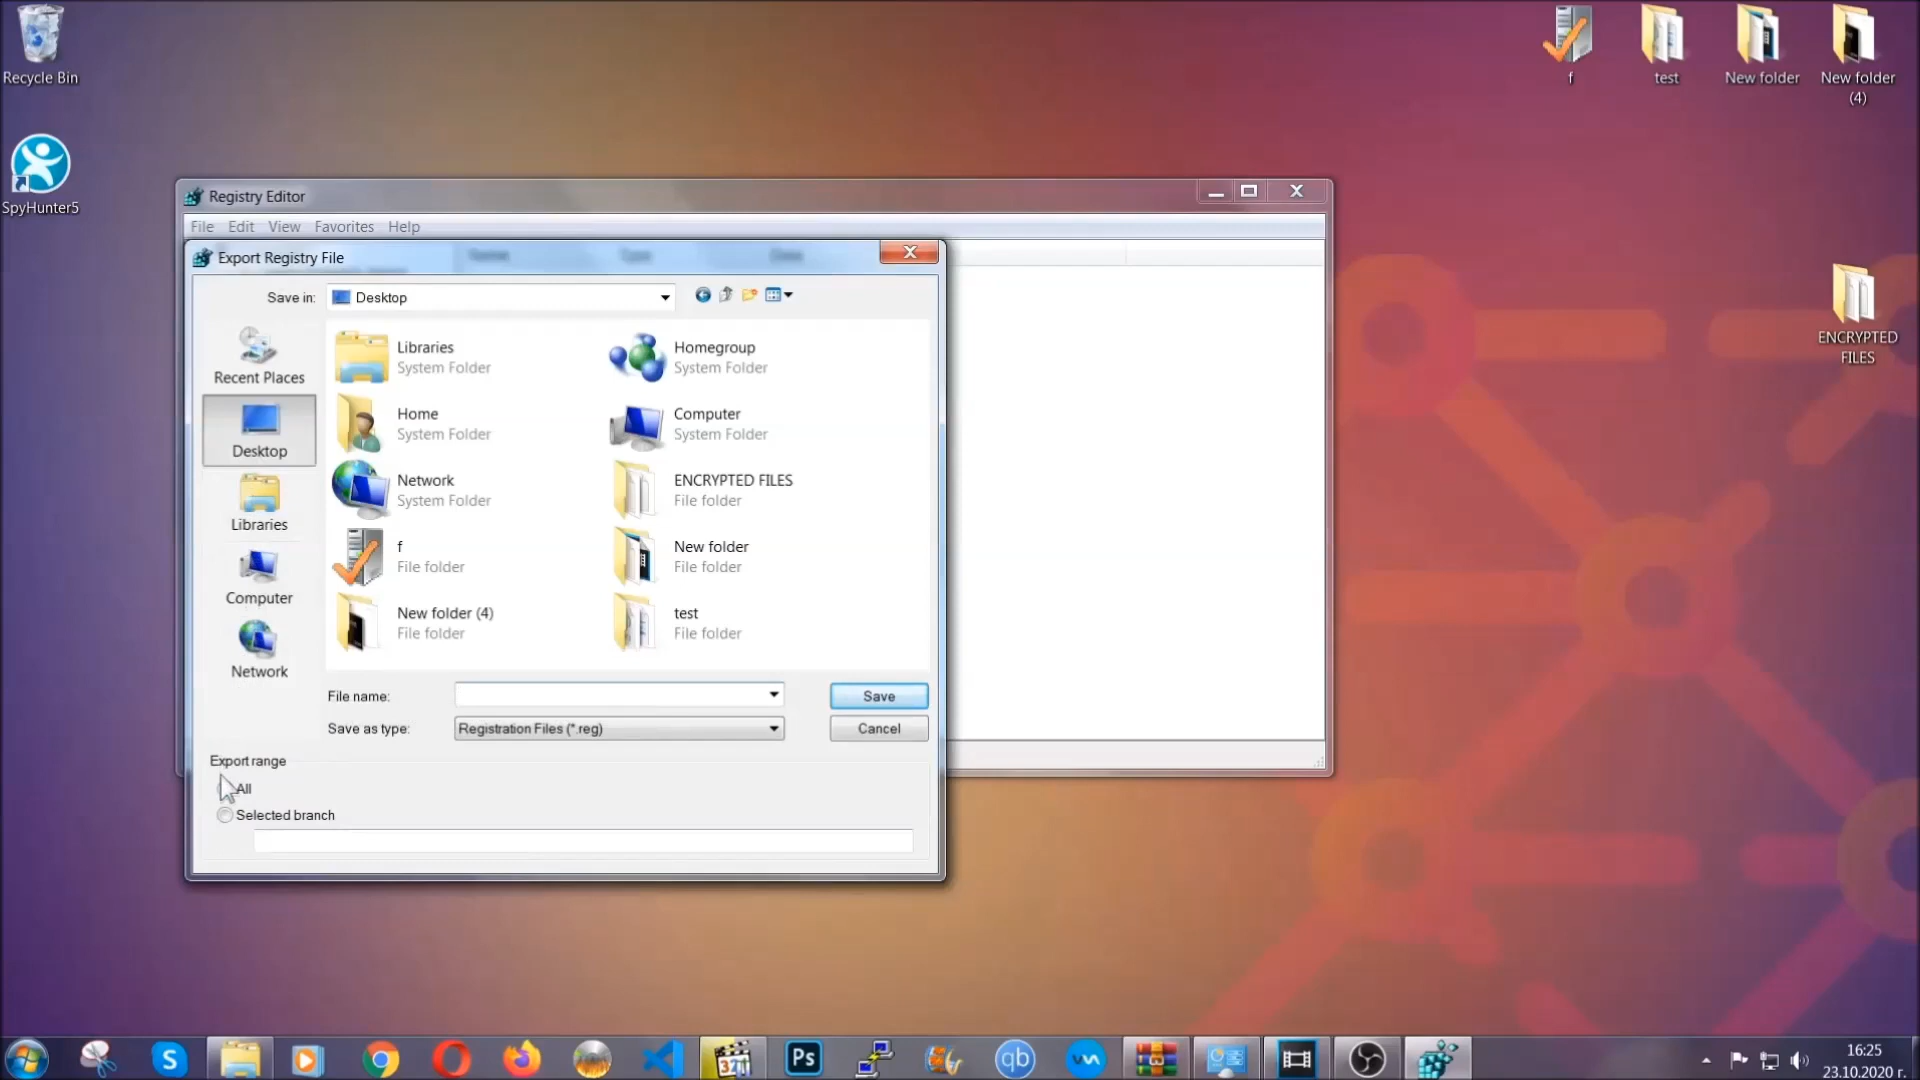 Recycle Bin
SpyHunter5
f
test
New folder
New folder
(4)
ENCRYPTED
FILES
Registry Editor
File Edit View Favorites Help
Export Registry File
Save in:
Desktop
Recent Places
Desktop
Libraries
Computer
Network
Libraries
System Folder
Homegroup
System Folder
Home
System Folder
Computer
System Folder
Network
System Folder
ENCRYPTED FILES
File folder
f
File folder
New folder
File folder
New folder (4)
File folder
test
File folder
File name:
Save
Save as type:
Registration Files (*.reg)
Cancel
Export range
All
Selected branch
S
321
Ps
qb
16:25
23.10.2020 г.